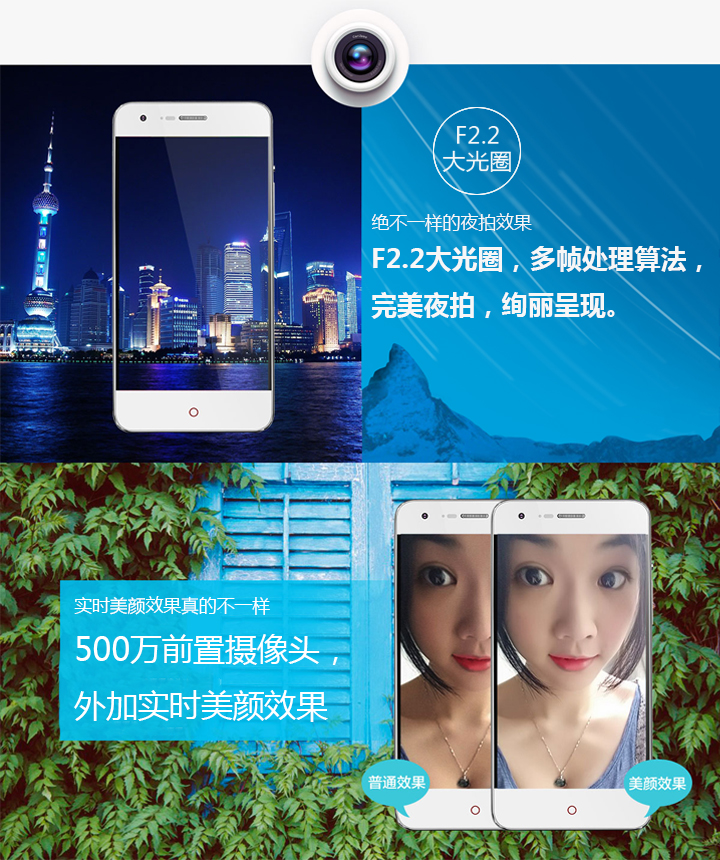 F2.2
大光圈
绝不一样的夜拍效果
F2.2大光圈，多帧处理算法，
完美夜拍，绚丽呈现。
实时美颜效果真的不一样
500万前置摄像头，
外加实时美颜效果
普通效果
美颜效果